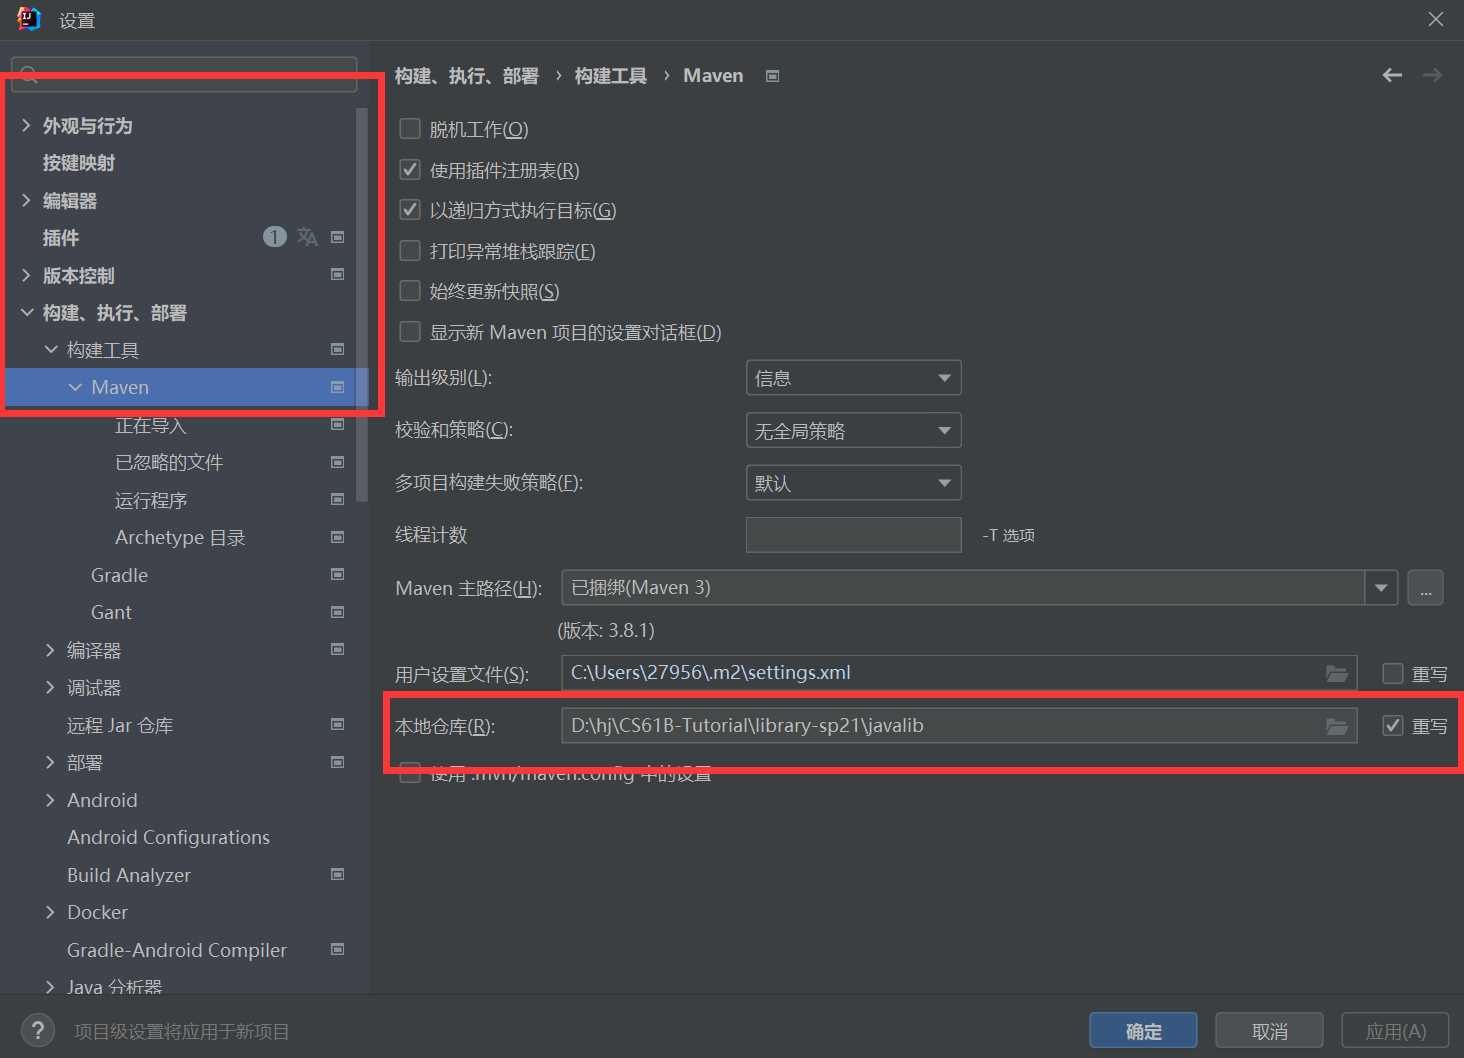 设置
外观与行为
按键映射
编辑器
插件 1
版本控制
构建、执行、部署
构建工具
Maven
正在导入
已忽略的文件
运行程序
Archetype 目录
Gradle
Gant
编译器
调试器
远程 Jar 仓库
部署
Android
Android Configurations
Build Analyzer
Docker
Gradle-Android Compiler
Java 分析器
构建、执行、部署 › 构建工具 › Maven
脱机工作(O)
使用插件注册表(R)
以递归方式执行目标(G)
打印异常堆栈跟踪(E)
始终更新快照(S)
显示新 Maven 项目的设置对话框(D)
输出级别(L): 信息
校验和策略(C): 无全局策略
多项目构建失败策略(F): 默认
线程计数 -T 选项
Maven 主路径(H): 已捆绑(Maven 3) ...
(版本: 3.8.1)
用户设置文件(S): C:\Users\27956\.m2\settings.xml 重写
本地仓库(R): D:\hj\CS61B-Tutorial\library-sp21\javalib 重写
使用 .mvn/maven.config 中的设置
? 项目级设置将应用于新项目
确定 取消 应用(A)